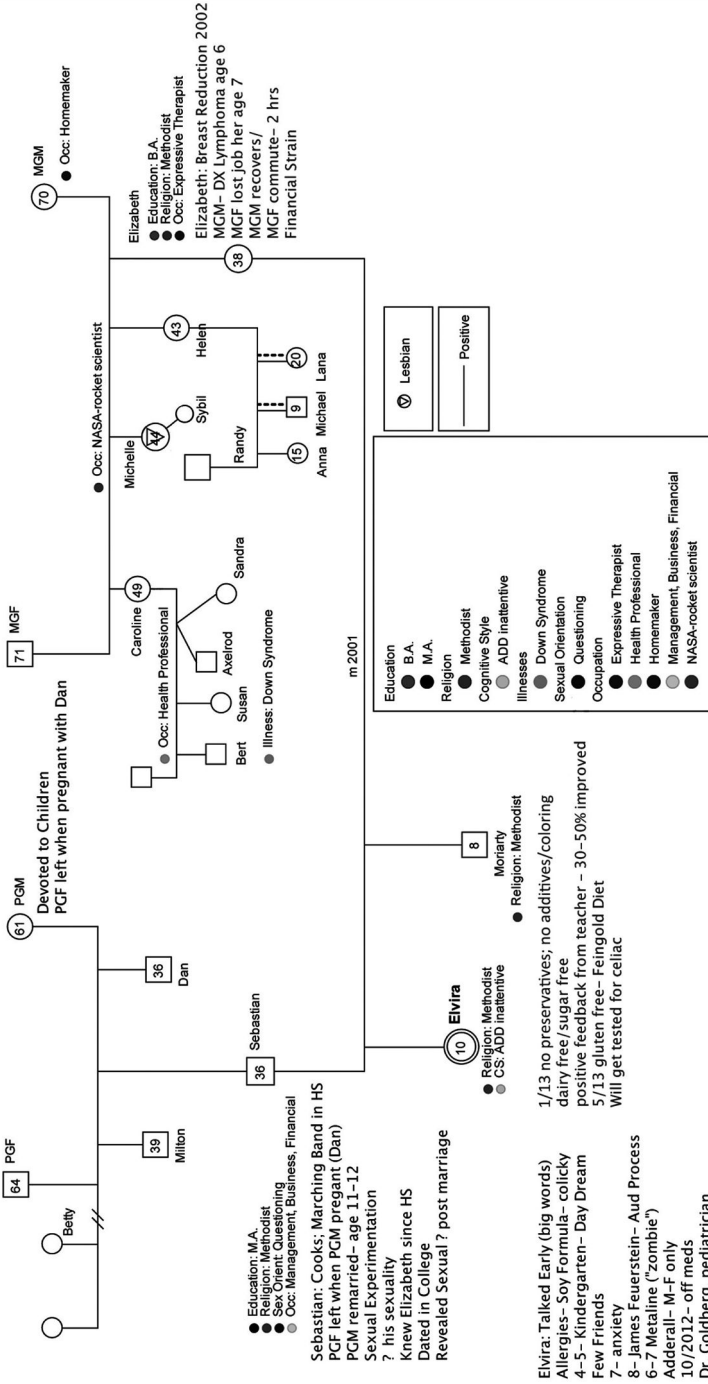 64
PGF
61
PGM
Devoted to Children
PGF left when pregnant with Dan
71
MGF
70
MGM
Occ: Homemaker
Occ: NASA-rocket scientist
Betty
39
Milton
36
Dan
36
Sebastian
Education: M.A.
Religion: Methodist
Sex Orient: Questioning
Occ: Management, Business, Financial
Sebastian: Cooks; Marching Band in HS
PGF left when PGM pregant (Dan)
PGM remarried– age 11–12
Sexual Experimentation
? his sexuality
Knew Elizabeth since HS
Dated in College
Revealed Sexual ? post marriage
Caroline
49
Occ: Health Professional
Bert
Susan
Axelrod
Sandra
Illness: Down Syndrome
Michelle
44
Sybil
43
Helen
Randy
15
9
20
Anna
Michael
Lana
Elizabeth
Education: B.A.
Religion: Methodist
Occ: Expressive Therapist
38
Elizabeth: Breast Reduction 2002
MGM– DX Lymphoma age 6
MGF lost job her age 7
MGM recovers/
MGF commute– 2 hrs
Financial Strain
m 2001
10
Elvira
Religion: Methodist
CS: ADD inattentive
8
Moriarty
Religion: Methodist
Elvira: Talked Early (big words)
Allergies– Soy Formula– colicky
4–5– Kindergarten– Day Dream
Few Friends
7– anxiety
8– James Feuerstein– Aud Process
6–7 Metaline ("zombie")
Adderall– M–F only
10/2012– off meds
Dr. Goldberg, pediatrician
1/13 no preservatives; no additives/coloring
dairy free/sugar free
positive feedback from teacher – 30–50% improved
5/13 gluten free– Feingold Diet
Will get tested for celiac
Education
B.A.
M.A.
Religion
Methodist
Cognitive Style
ADD inattentive
Illnesses
Down Syndrome
Sexual Orientation
Questioning
Occupation
Expressive Therapist
Health Professional
Homemaker
Management, Business, Financial
NASA-rocket scientist
Lesbian
Positive